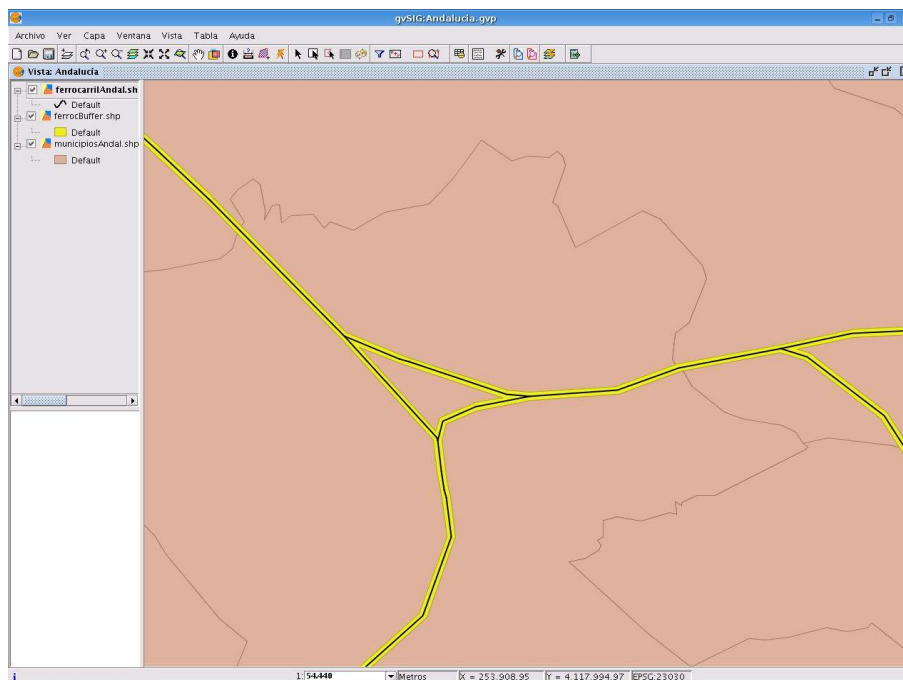 gvSIG:Andalucia.gvp
Archivo Ver Capa Ventana Vista Tabla Ayuda
Vista: Andalucía
ferrocarrilAndal.sh
Default
ferrocBuffer.shp
Default
municipiosAndal.shp
Default
1: 54.440 Metros X = 253.908,95 Y = 4.117.994,97 EPSG:23030